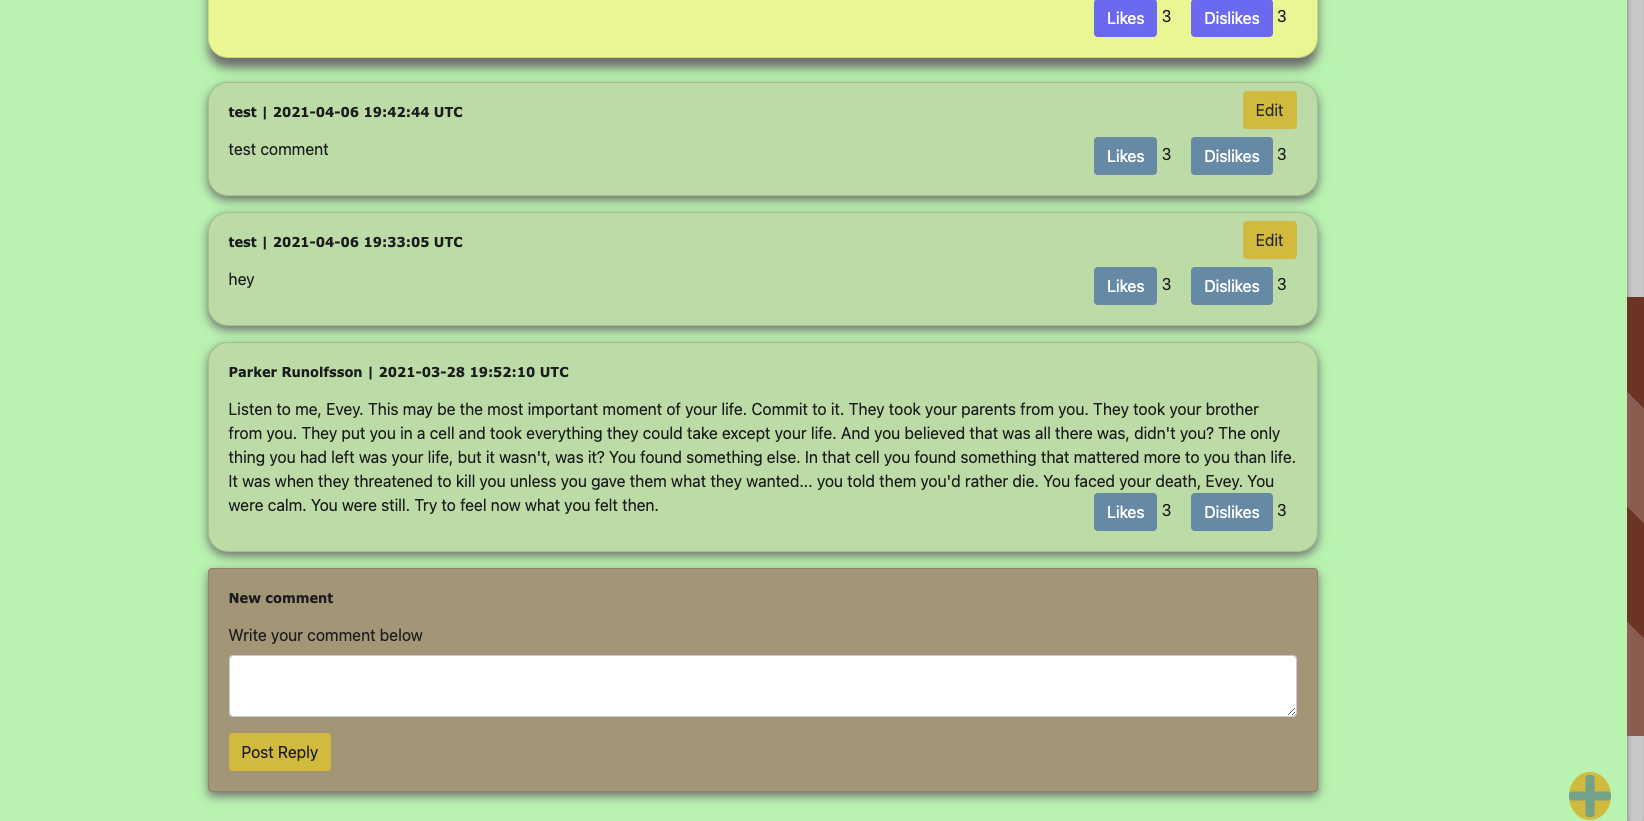 Likes 3 Dislikes 3
test | 2021-04-06 19:42:44 UTC
Edit
test comment
Likes 3 Dislikes 3
test | 2021-04-06 19:33:05 UTC
Edit
hey
Likes 3 Dislikes 3
Parker Runolfsson | 2021-03-28 19:52:10 UTC
Listen to me, Evey. This may be the most important moment of your life. Commit to it. They took your parents from you. They took your brother
from you. They put you in a cell and took everything they could take except your life. And you believed that was all there was, didn't you? The only
thing you had left was your life, but it wasn't, was it? You found something else. In that cell you found something that mattered more to you than life.
It was when they threatened to kill you unless you gave them what they wanted... you told them you'd rather die. You faced your death, Evey. You
were calm. You were still. Try to feel now what you felt then.
Likes 3 Dislikes 3
New comment
Write your comment below
Post Reply